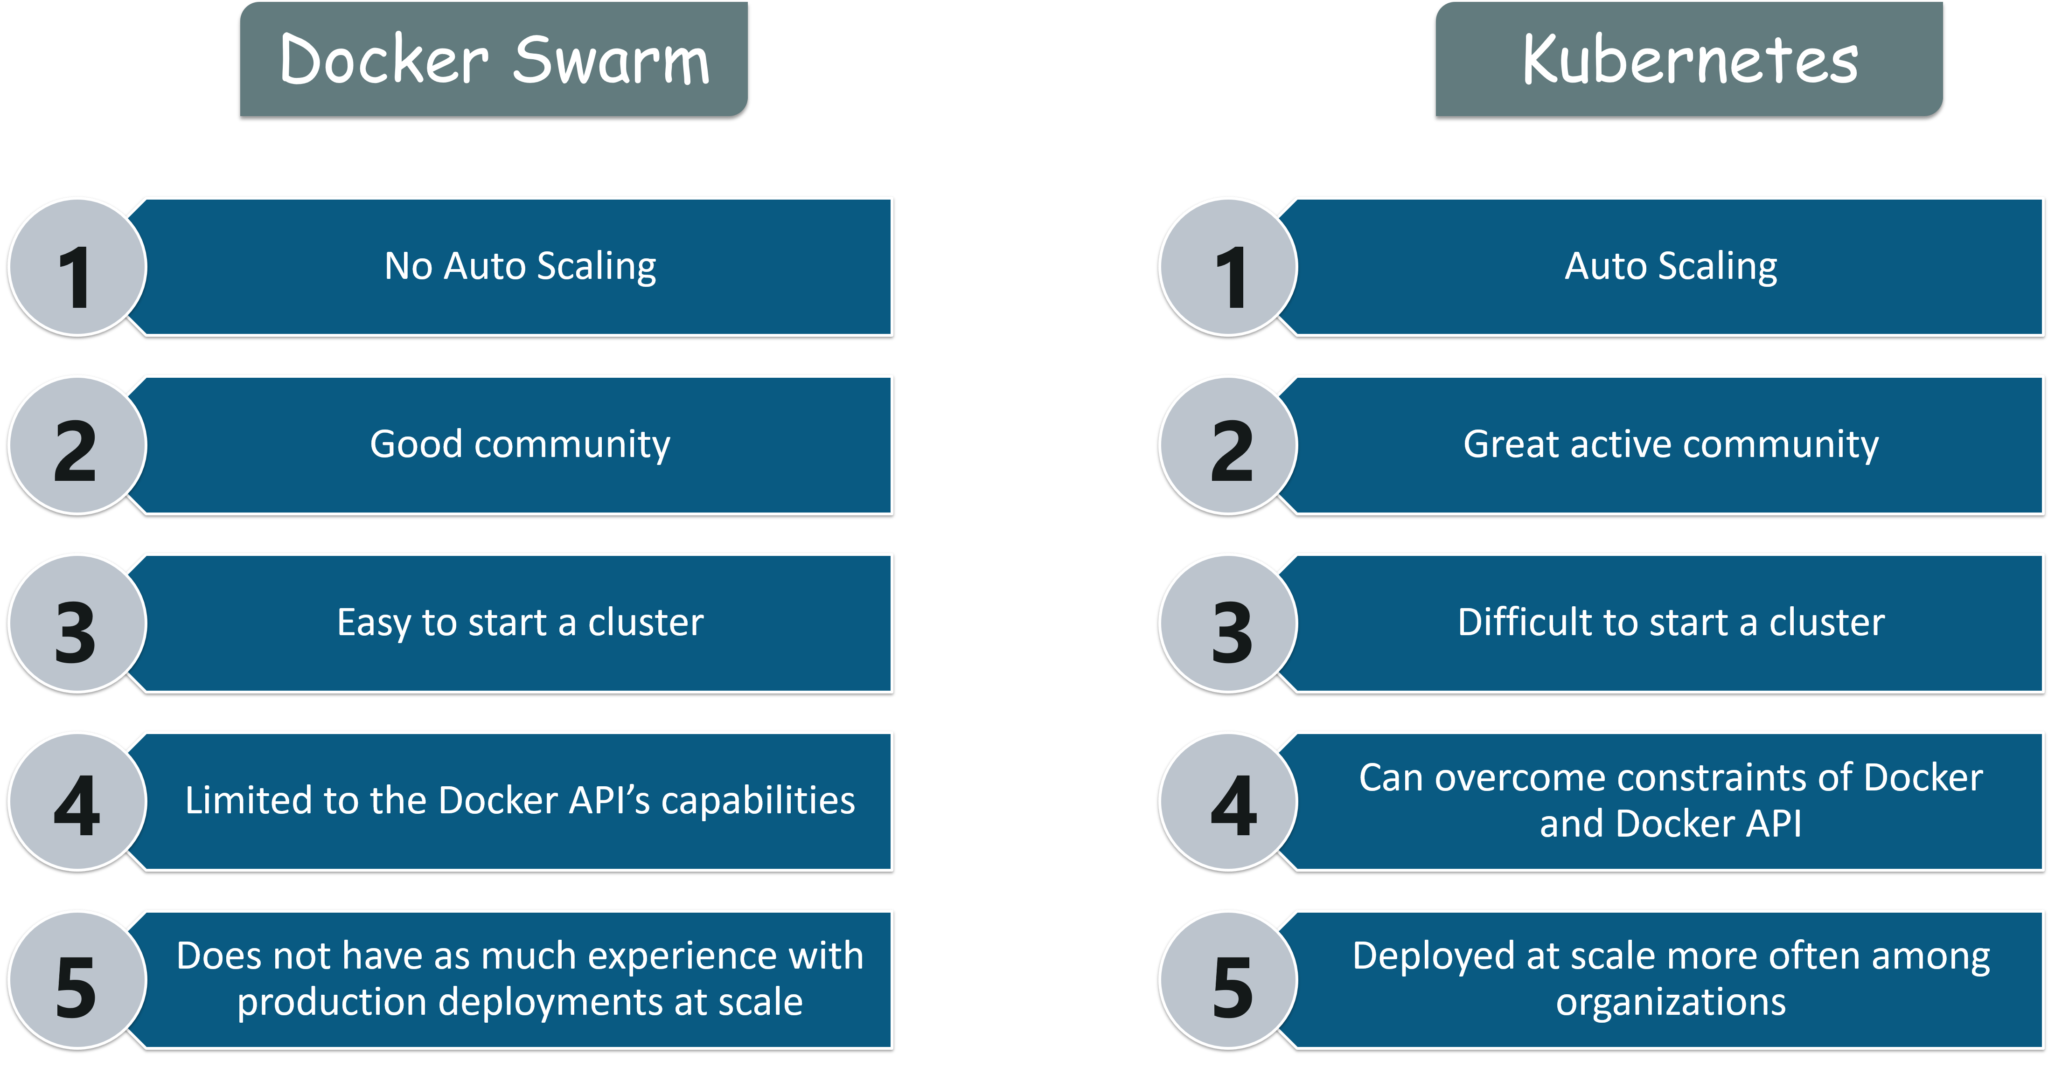 Docker Swarm
1
No Auto Scaling
2
Good community
3
Easy to start a cluster
4
Limited to the Docker API’s capabilities
5
Does not have as much experience with
production deployments at scale
Kubernetes
1
Auto Scaling
2
Great active community
3
Difficult to start a cluster
4
Can overcome constraints of Docker
and Docker API
5
Deployed at scale more often among
organizations